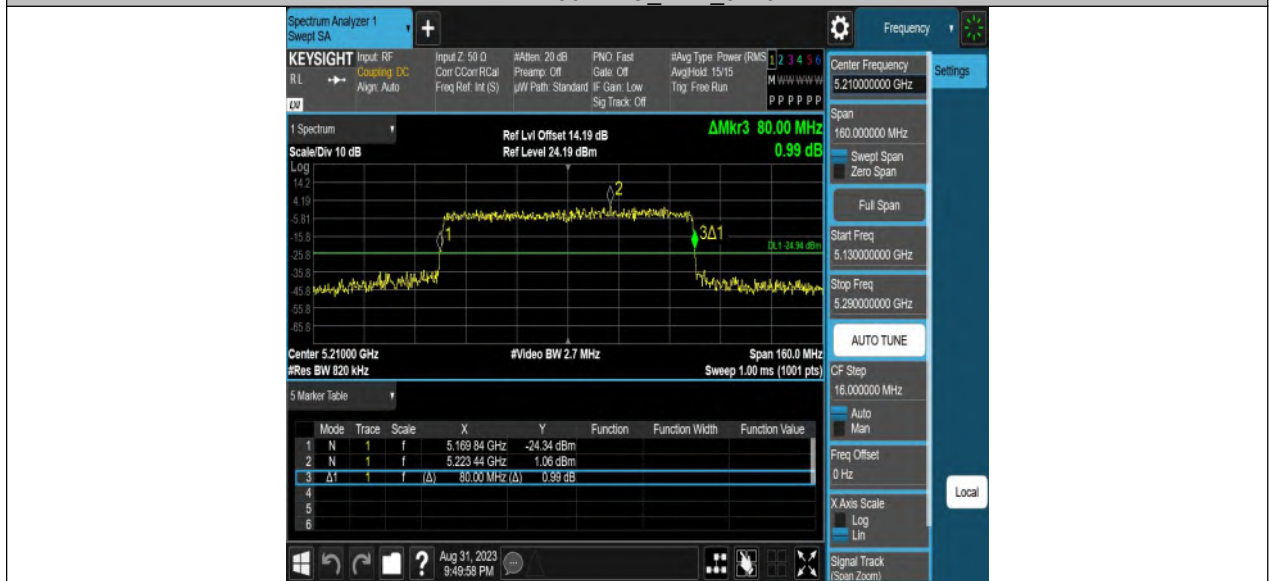 Spectrum Analyzer 1
Swept SA
+
Frequency
KEYSIGHT
R L
LXI
Input: RF
Coupling: DC
Align: Auto
Input Z: 50 Ω
Corr CCorr RCal
Freq Ref: Int (S)
#Atten: 20 dB
Preamp: Off
µW Path: Standard
PNO: Fast
Gate: Off
IF Gain: Low
Sig Track: Off
#Avg Type: Power (RMS
Avg|Hold: 15/15
Trig: Free Run
1 2 3 4 5 6
M W W W W W
P P P P P P
1 Spectrum
Scale/Div 10 dB
Ref Lvl Offset 14.19 dB
Ref Level 24.19 dBm
ΔMkr3 80.00 MHz
0.99 dB
Log
14.2
4.19
-5.81
-15.8
-25.8
-35.8
-45.8
-55.8
-65.8
1
2
3Δ1
DL1 -24.94 dBm
Center 5.21000 GHz
#Video BW 2.7 MHz
Span 160.0 MHz
#Res BW 820 kHz
Sweep 1.00 ms (1001 pts)
5 Marker Table
Mode Trace Scale X Y Function Function Width Function Value
1 N 1 f 5.169 84 GHz -24.34 dBm
2 N 1 f 5.223 44 GHz 1.06 dBm
3 Δ1 1 f (Δ) 80.00 MHz (Δ) 0.99 dB
4
5
6
?
Aug 31, 2023
9:49:58 PM
Center Frequency
5.210000000 GHz
Span
160.000000 MHz
Swept Span
Zero Span
Full Span
Start Freq
5.130000000 GHz
Stop Freq
5.290000000 GHz
AUTO TUNE
CF Step
16.000000 MHz
Auto
Man
Freq Offset
0 Hz
X Axis Scale
Log
Lin
Signal Track
(Span Zoom)
Settings
Local